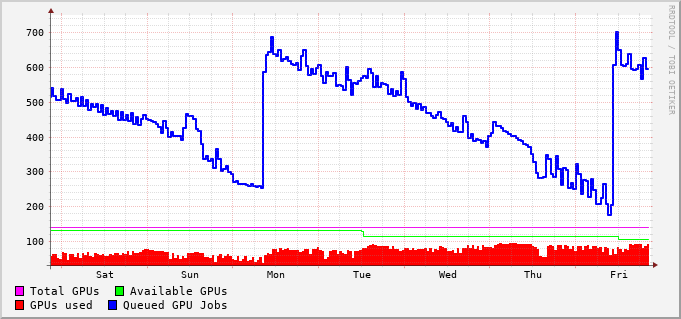 700
600
500
400
300
200
100
Sat Sun Mon Tue Wed Thu Fri
Total GPUs Available GPUs
GPUs used Queued GPU Jobs
RRDTOOL / TOBI OETIKER